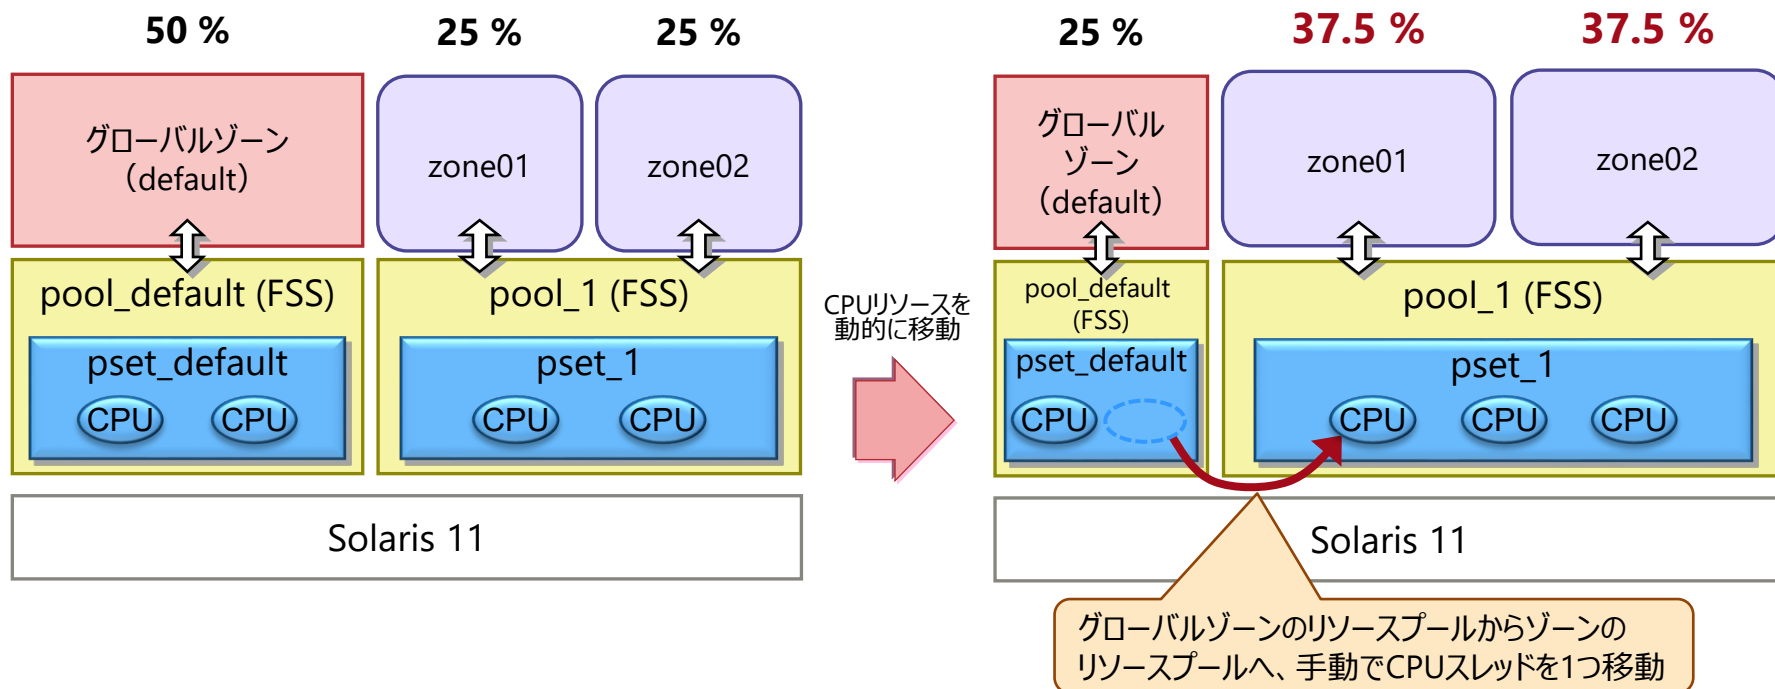 50 %
25 %
25 %
グローバルゾーン
（default）
zone01
zone02
pool_default (FSS)
pool_1 (FSS)
pset_default
pset_1
CPU
CPU
CPU
CPU
Solaris 11
CPUリソースを
動的に移動
25 %
37.5 %
37.5 %
グローバル
ゾーン
（default）
zone01
zone02
pool_default
(FSS)
pool_1 (FSS)
pset_default
pset_1
CPU
CPU
CPU
CPU
Solaris 11
グローバルゾーンのリソースプールからゾーンの
リソースプールへ、手動でCPUスレッドを1つ移動